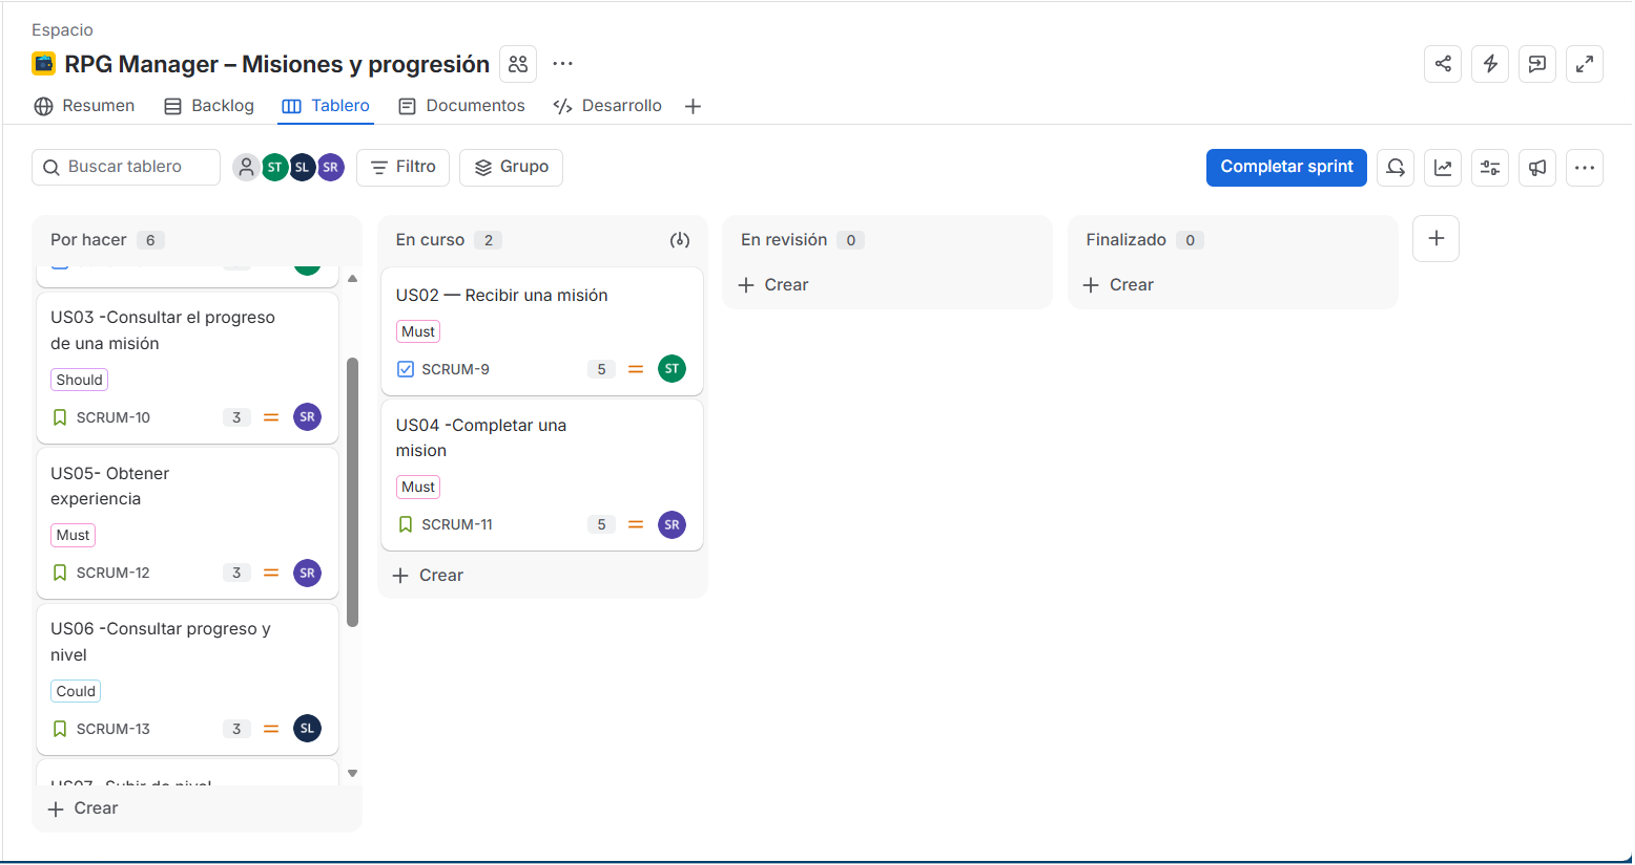 Espacio
RPG Manager – Misiones y progresión
Resumen Backlog Tablero Documentos Desarrollo
Buscar tablero ST SL SR Filtro Grupo Completar sprint
Por hacer 6
US03 -Consultar el progreso
de una misión
Should
SCRUM-10 3 SR
US05- Obtener
experiencia
Must
SCRUM-12 3 SR
US06 -Consultar progreso y
nivel
Could
SCRUM-13 3 SL
Crear
En curso 2
US02 — Recibir una misión
Must
SCRUM-9 5 ST
US04 -Completar una
mision
Must
SCRUM-11 5 SR
Crear
En revisión 0
Crear
Finalizado 0
Crear